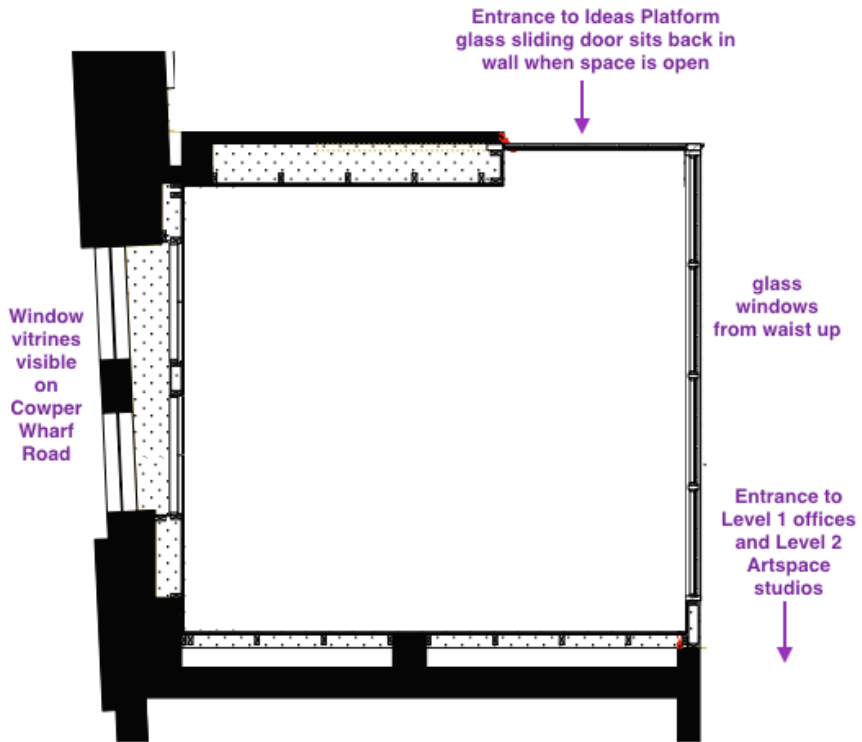 Entrance to Ideas Platform
glass sliding door sits back in
wall when space is open
glass
windows
from waist up
Window
vitrines
visible
on
Cowper
Wharf
Road
Entrance to
Level 1 offices
and Level 2
Artspace
studios